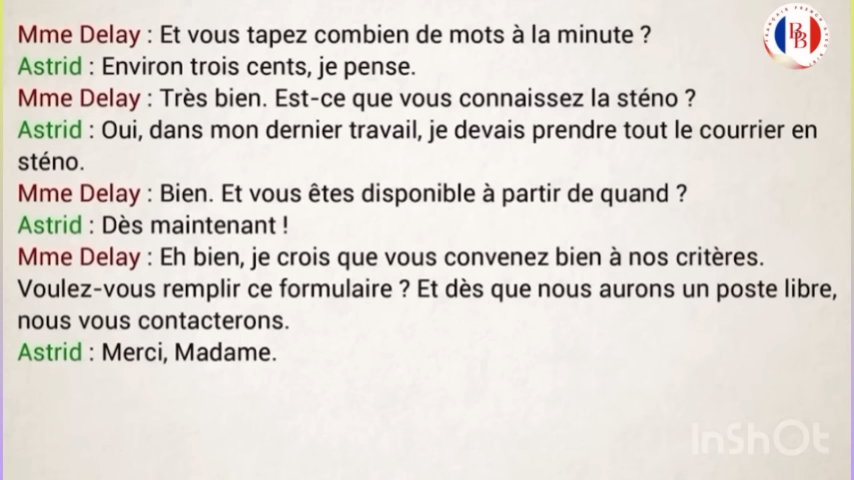 Mme Delay : Et vous tapez combien de mots à la minute ?
Astrid : Environ trois cents, je pense.
Mme Delay : Très bien. Est-ce que vous connaissez la sténo ?
Astrid : Oui, dans mon dernier travail, je devais prendre tout le courrier en
sténo.
Mme Delay : Bien. Et vous êtes disponible à partir de quand ?
Astrid : Dès maintenant !
Mme Delay : Eh bien, je crois que vous convenez bien à nos critères.
Voulez-vous remplir ce formulaire ? Et dès que nous aurons un poste libre,
nous vous contacterons.
Astrid : Merci, Madame.
InShOt